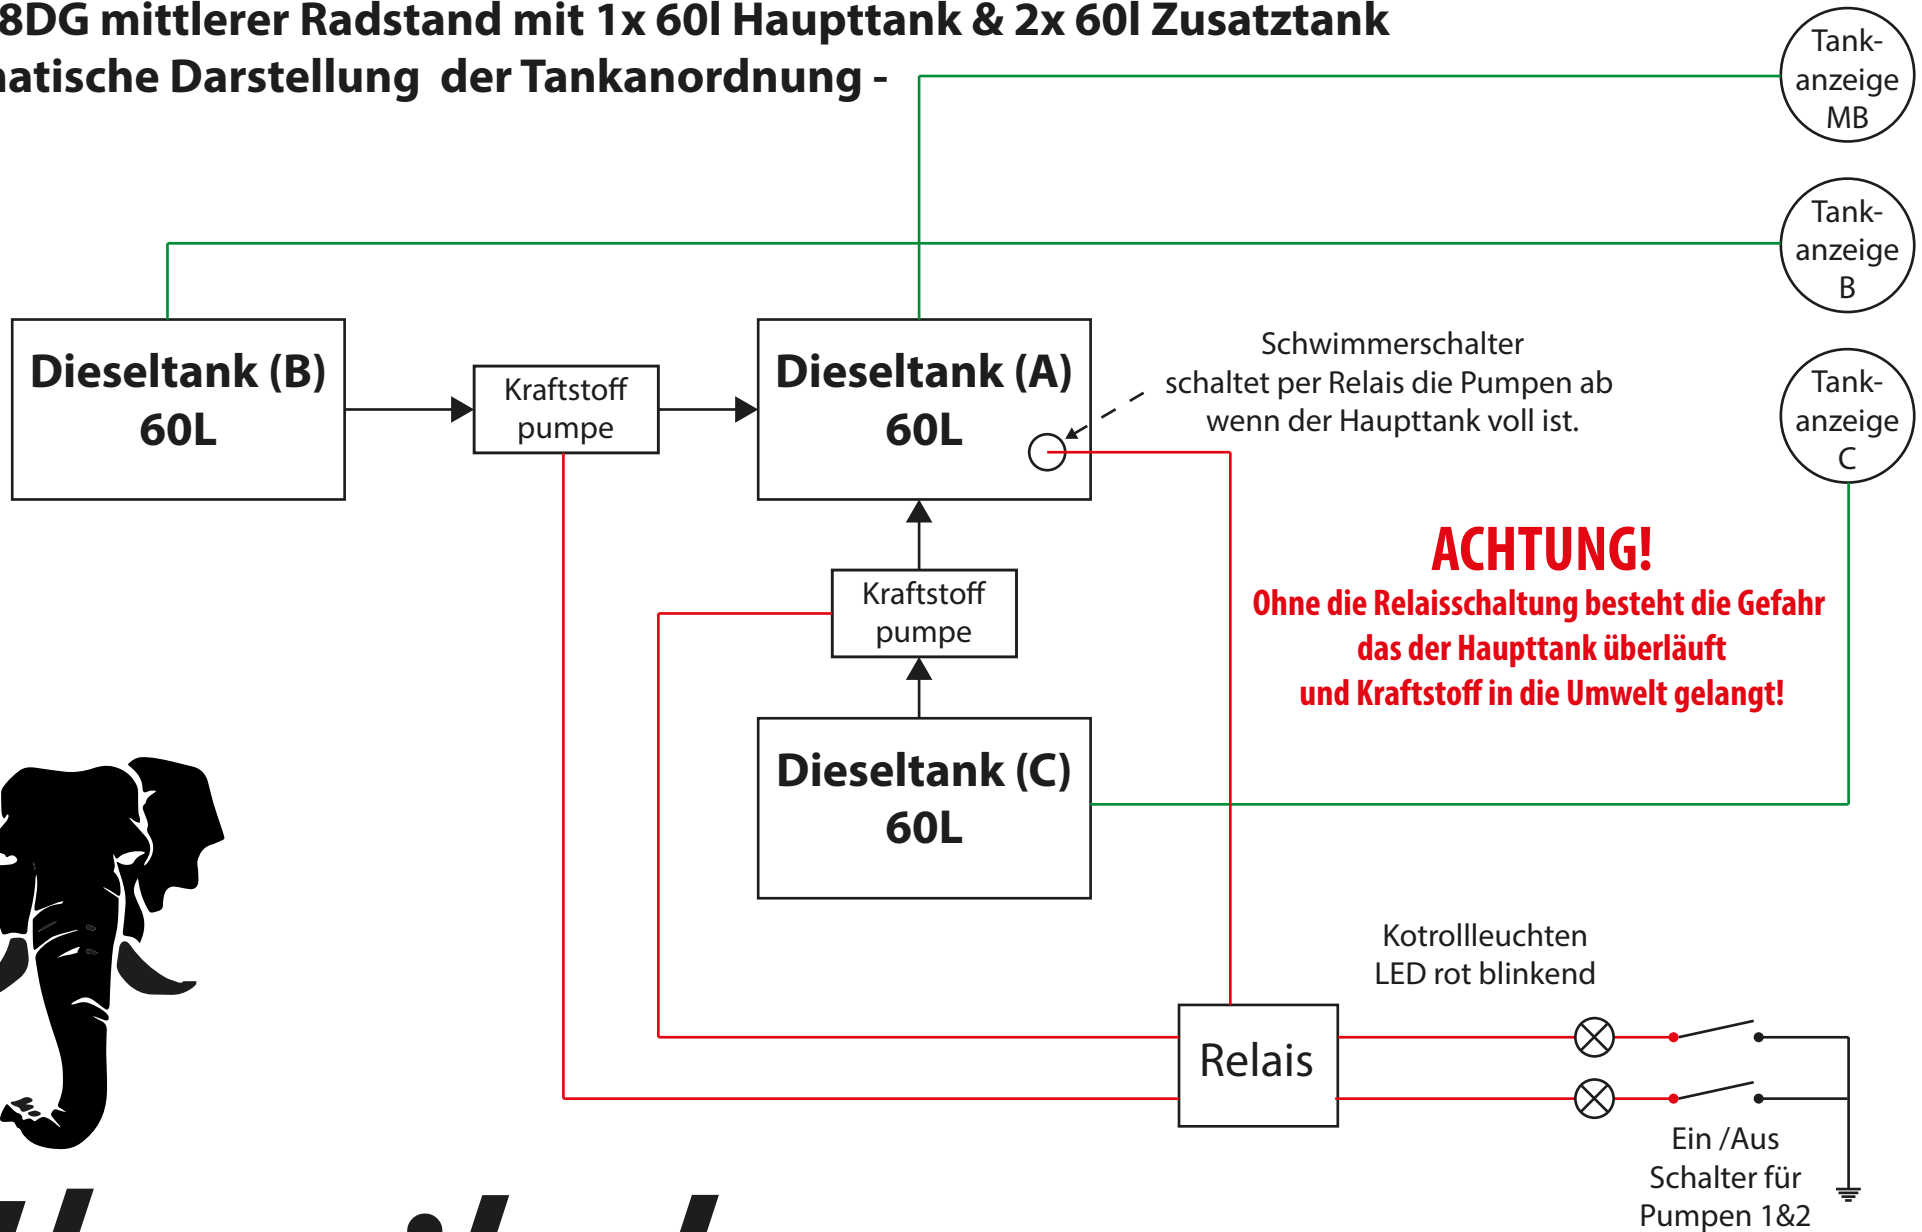 8DG mittlerer Radstand mit 1x 60l Haupttank & 2x 60l Zusatztank
Darstellung der Tankanordnung -
Tank-
anzeige
MB
Tank-
anzeige
B
Tank-
anzeige
C
Dieseltank (B)
60L
Kraftstoff
pumpe
Dieseltank (A)
60L
Schwimmerschalter
schaltet per Relais die Pumpen ab
wenn der Haupttank voll ist.
ACHTUNG!
Ohne die Relaisschaltung besteht die Gefahr
das der Haupttank überläuft
und Kraftstoff in die Umwelt gelangt!
Kraftstoff
pumpe
Dieseltank (C)
60L
Kotrollleuchten
LED rot blinkend
Relais
Ein /Aus
Schalter für
Pumpen 1&2